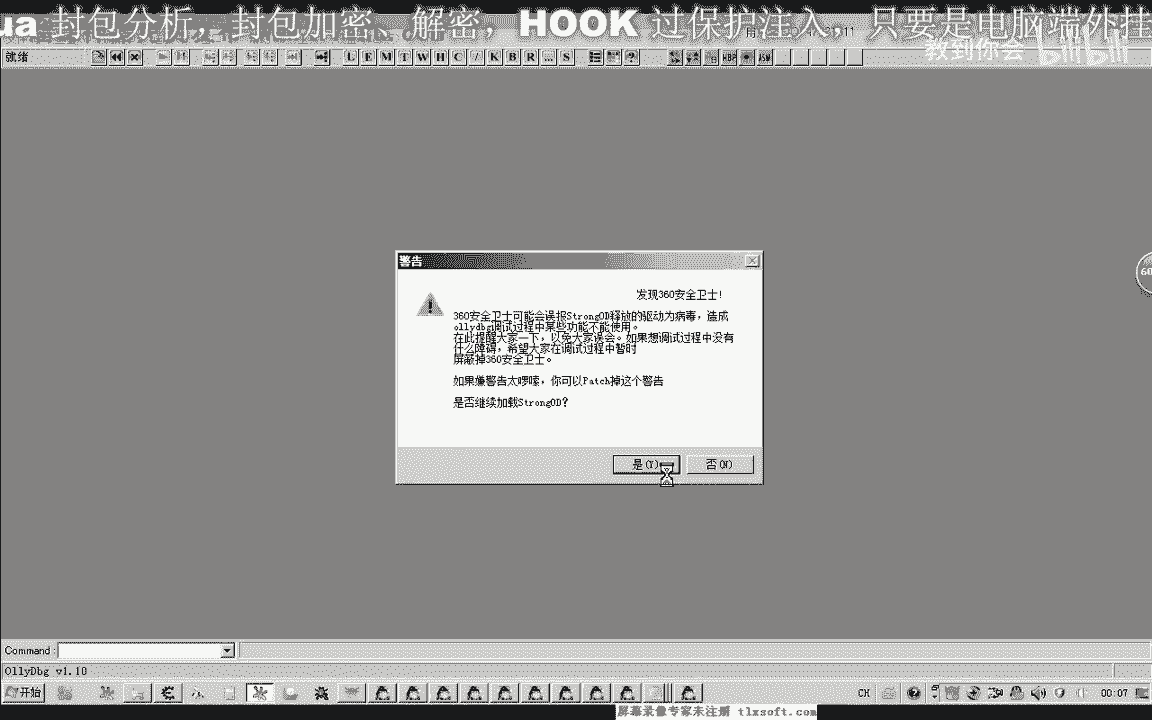 ua 封包分析，封包加密、解密，HOOK 过保护注入，只要是电脑端外挂
教到你会 bilibili
就绪
L E M T W H C / K B R ... S
警告
发现360安全卫士!
360安全卫士可能会误报StrongOD释放的驱动为病毒，造成
ollydbg调试过程中某些功能不能使用。
在此提醒大家一下，以免大家误会。如果想调试过程中没有
什么障碍，希望大家在调试过程中暂时
屏蔽掉360安全卫士。
如果嫌警告太啰嗦，你可以Patch掉这个警告
是否继续加载StrongOD?
是(Y)
否(N)
60
Command:
OllyDbg v1.10
开始
CH
00:07
屏幕录像专家未注册 tlxsoft.com